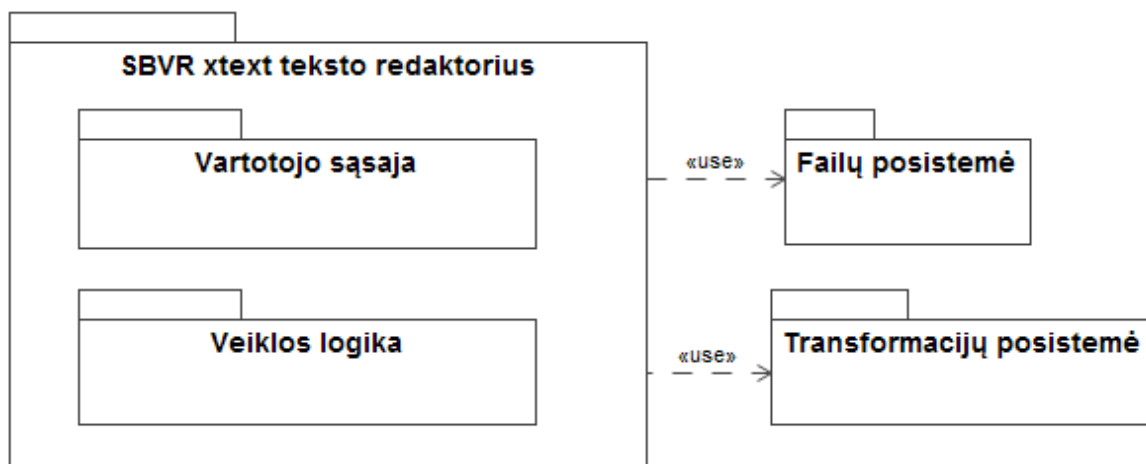 SBVR xtext teksto redaktorius
Vartotojo sąsaja
«use»
Failų posistemė
Veiklos logika
«use»
Transformacijų posistemė